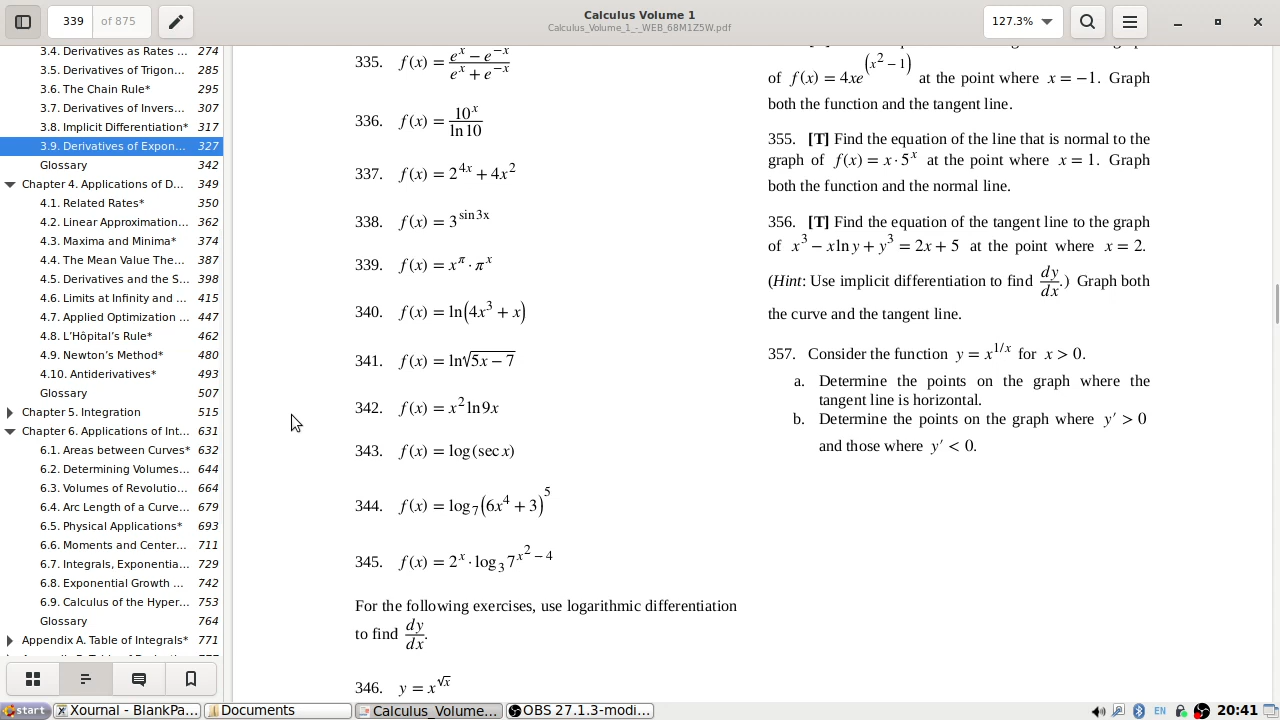 339 of 875
Calculus Volume 1
Calculus_Volume_1_-_WEB_68M1Z5W.pdf
127.3%
3.4. Derivatives as Rates ... 274
3.5. Derivatives of Trigon... 285
3.6. The Chain Rule* 295
3.7. Derivatives of Invers... 307
3.8. Implicit Differentiation* 317
3.9. Derivatives of Expon... 327
Glossary 342
Chapter 4. Applications of D... 349
4.1. Related Rates* 350
4.2. Linear Approximation... 362
4.3. Maxima and Minima* 374
4.4. The Mean Value The... 387
4.5. Derivatives and the S... 398
4.6. Limits at Infinity and ... 415
4.7. Applied Optimization ... 447
4.8. L’Hôpital’s Rule* 462
4.9. Newton’s Method* 480
4.10. Antiderivatives* 493
Glossary 507
Chapter 5. Integration 515
Chapter 6. Applications of Int... 631
6.1. Areas between Curves* 632
6.2. Determining Volumes... 644
6.3. Volumes of Revolutio... 664
6.4. Arc Length of a Curve... 679
6.5. Physical Applications* 693
6.6. Moments and Center... 711
6.7. Integrals, Exponentia... 729
6.8. Exponential Growth ... 742
6.9. Calculus of the Hyper... 753
Glossary 764
Appendix A. Table of Integrals* 771
335. f(x) = (e^x − e^−x)/(e^x + e^−x)
336. f(x) = 10^x/ln 10
337. f(x) = 2^4x + 4x^2
338. f(x) = 3^sin3x
339. f(x) = x^π · π^x
340. f(x) = ln(4x^3 + x)
341. f(x) = ln√(5x − 7)
342. f(x) = x^2 ln 9x
343. f(x) = log(sec x)
344. f(x) = log_7(6x^4 + 3)^5
345. f(x) = 2^x · log_3 7^(x^2 − 4)
For the following exercises, use logarithmic differentiation
to find dy/dx.
346. y = x^√x
of f(x) = 4xe^(x^2 − 1) at the point where x = −1. Graph
both the function and the tangent line.
355. [T] Find the equation of the line that is normal to the
graph of f(x) = x · 5^x at the point where x = 1. Graph
both the function and the normal line.
356. [T] Find the equation of the tangent line to the graph
of x^3 − x ln y + y^3 = 2x + 5 at the point where x = 2.
(Hint: Use implicit differentiation to find dy/dx.) Graph both
the curve and the tangent line.
357. Consider the function y = x^1/x for x > 0.
a. Determine the points on the graph where the
tangent line is horizontal.
b. Determine the points on the graph where y′ > 0
and those where y′ < 0.
start
Xournal - BlankPa...
Documents
Calculus_Volume...
OBS 27.1.3-modi...
EN
20:41